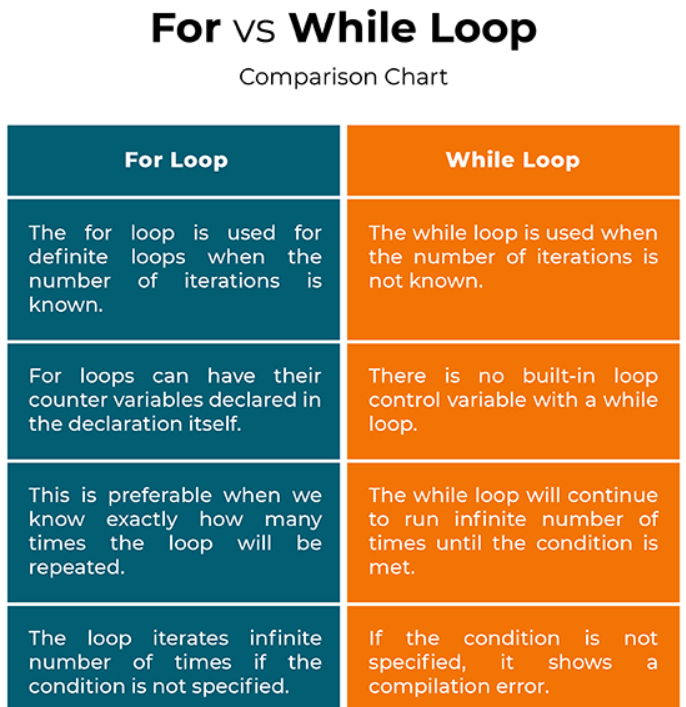 For vs While Loop
Comparison Chart
For Loop
The for loop is used for
definite loops when the
number of iterations is
known.
For loops can have their
counter variables declared in
the declaration itself.
This is preferable when we
know exactly how many
times the loop will be
repeated.
The loop iterates infinite
number of times if the
condition is not specified.
While Loop
The while loop is used when
the number of iterations is
not known.
There is no built-in loop
control variable with a while
loop.
The while loop will continue
to run infinite number of
times until the condition is
met.
If the condition is not
specified, it shows a
compilation error.